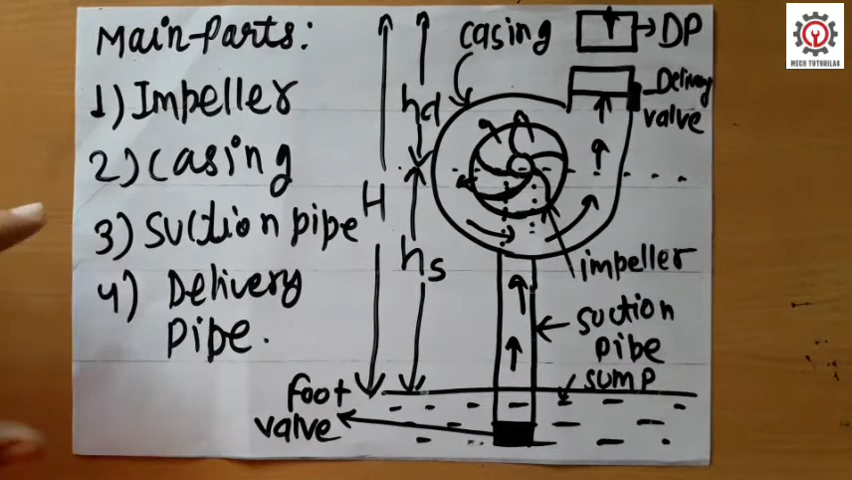 Main-Parts:
1) Impeller
2) Casing
3) Suction pipe
4) Delivery
Pipe.
Casing
DP
Delivery
valve
hd
H
hs
impeller
suction
pipe
sump
foot
valve
MECH TUTORILAS